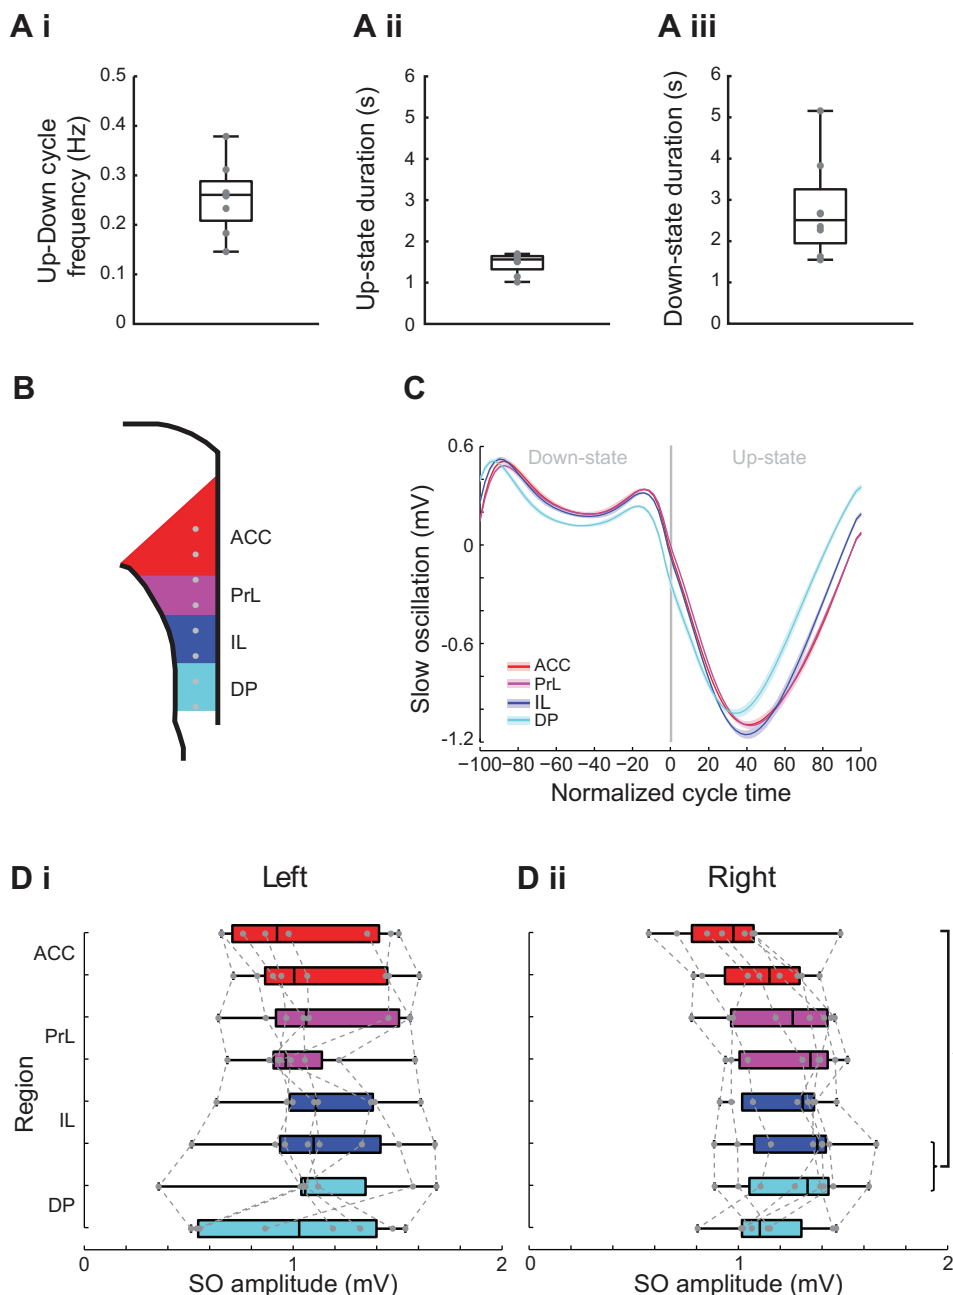 A i
A ii
A iii
Up-Down cycle
frequency (Hz)
0.5
0.4
0.3
0.2
0.1
0
Up-state duration (s)
6
5
4
3
2
1
0
Down-state duration (s)
6
5
4
3
2
1
0
B
ACC
PrL
IL
DP
C
Slow oscillation (mV)
0.6
0
-0.6
-1.2
Down-state
Up-state
ACC
PrL
IL
DP
−100 −80 −60 −40 −20 0 20 40 60 80 100
Normalized cycle time
D i
Left
Region
ACC
PrL
IL
DP
0 1 2
SO amplitude (mV)
D ii
Right
0 1 2
SO amplitude (mV)